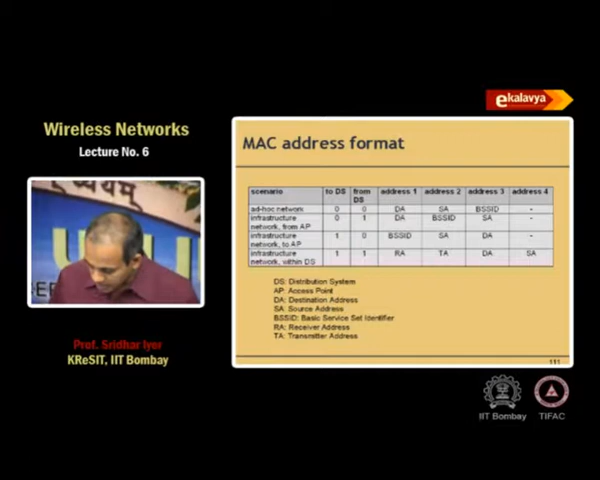 ekalavya
Wireless Networks
Lecture No. 6
MAC address format
scenario to DS from DS address 1 address 2 address 3 address 4
ad-hoc network 0 0 DA SA BSSID -
infrastructure network, from AP 0 1 DA BSSID SA -
infrastructure network, to AP 1 0 BSSID SA DA -
infrastructure network, within DS 1 1 RA TA DA SA
DS: Distribution System
AP: Access Point
DA: Destination Address
SA: Source Address
BSSID: Basic Service Set Identifier
RA: Receiver Address
TA: Transmitter Address
111
Prof. Sridhar Iyer
KReSIT, IIT Bombay
IIT Bombay
TIFAC